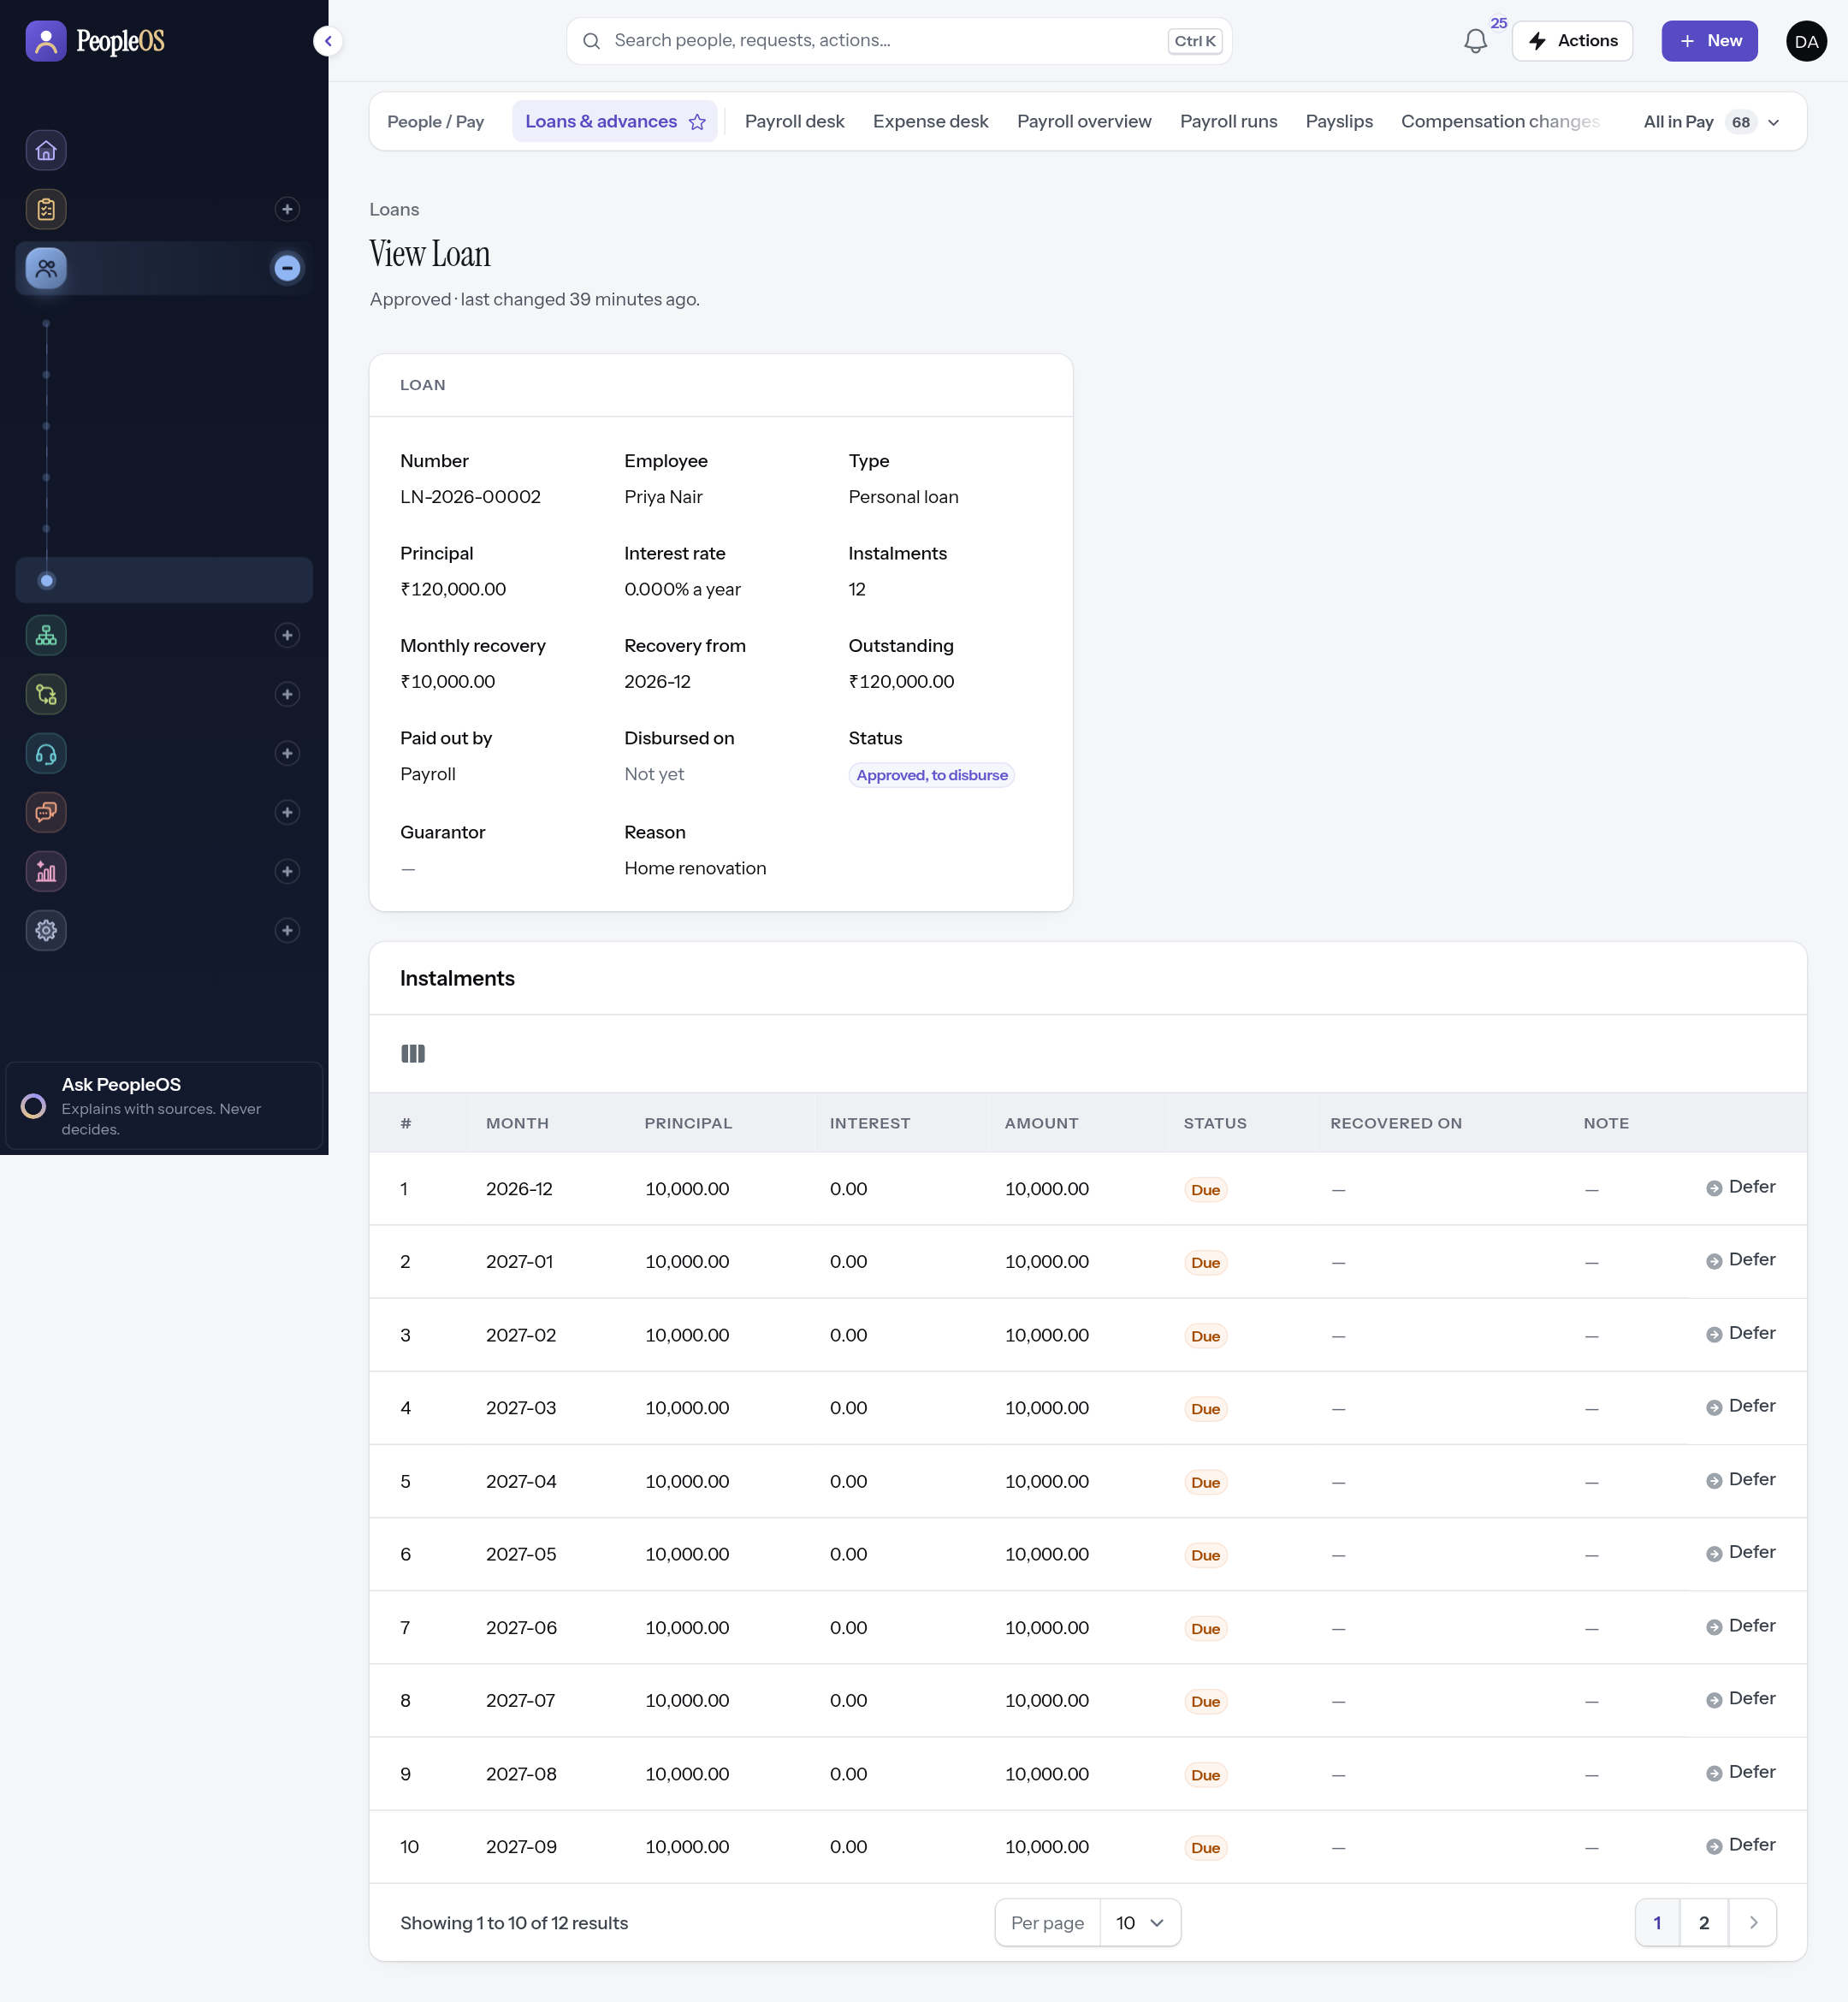 PeopleOS
Search people, requests, actions...
Ctrl K
25
Actions
New
DA
People / Pay
Loans & advances
Payroll desk
Expense desk
Payroll overview
Payroll runs
Payslips
Compensation changes
All in Pay
68
Loans
View Loan
Approved · last changed 39 minutes ago.
LOAN
Number Employee Type
LN-2026-00002 Priya Nair Personal loan
Principal Interest rate Instalments
₹120,000.00 0.000% a year 12
Monthly recovery Recovery from Outstanding
₹10,000.00 2026-12 ₹120,000.00
Paid out by Disbursed on Status
Payroll Not yet Approved, to disburse
Guarantor Reason
— Home renovation
Ask PeopleOS
Explains with sources. Never
decides.
Instalments
# MONTH PRINCIPAL INTEREST AMOUNT STATUS RECOVERED ON NOTE
1 2026-12 10,000.00 0.00 10,000.00 Due — — Defer
2 2027-01 10,000.00 0.00 10,000.00 Due — — Defer
3 2027-02 10,000.00 0.00 10,000.00 Due — — Defer
4 2027-03 10,000.00 0.00 10,000.00 Due — — Defer
5 2027-04 10,000.00 0.00 10,000.00 Due — — Defer
6 2027-05 10,000.00 0.00 10,000.00 Due — — Defer
7 2027-06 10,000.00 0.00 10,000.00 Due — — Defer
8 2027-07 10,000.00 0.00 10,000.00 Due — — Defer
9 2027-08 10,000.00 0.00 10,000.00 Due — — Defer
10 2027-09 10,000.00 0.00 10,000.00 Due — — Defer
Showing 1 to 10 of 12 results
Per page 10
1 2